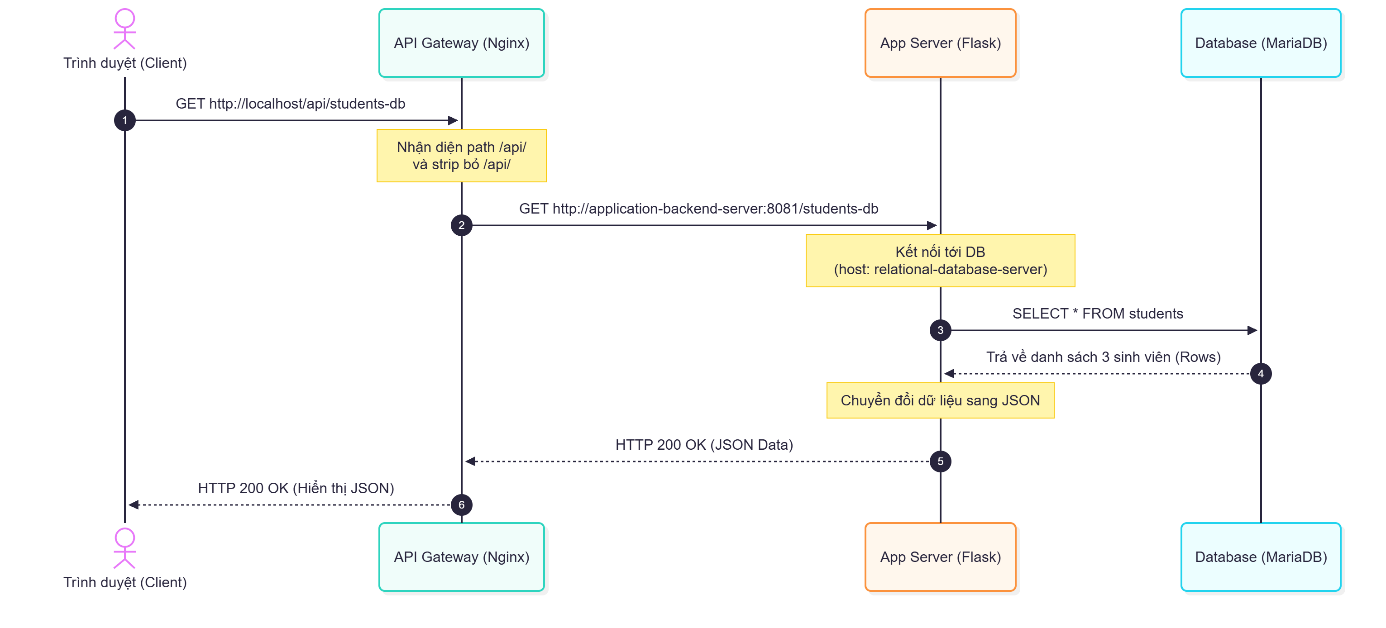 Trình duyệt (Client)
API Gateway (Nginx)
App Server (Flask)
Database (MariaDB)
GET http://localhost/api/students-db
1
Nhận diện path /api/
và strip bỏ /api/
GET http://application-backend-server:8081/students-db
2
Kết nối tới DB
(host: relational-database-server)
SELECT * FROM students
3
Trả về danh sách 3 sinh viên (Rows)
4
Chuyển đổi dữ liệu sang JSON
HTTP 200 OK (JSON Data)
5
HTTP 200 OK (Hiển thị JSON)
6
Trình duyệt (Client)
API Gateway (Nginx)
App Server (Flask)
Database (MariaDB)